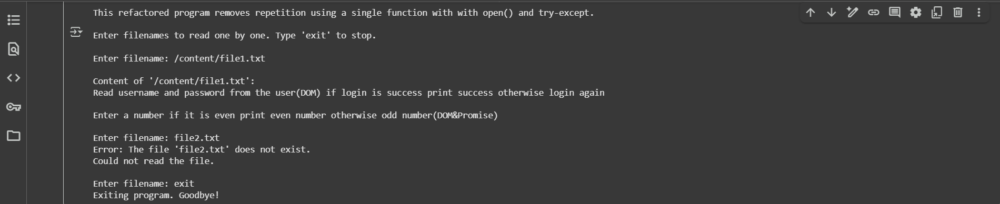 This refactored program removes repetition using a single function with with open() and try-except.
Enter filenames to read one by one. Type 'exit' to stop.
Enter filename: /content/file1.txt
Content of '/content/file1.txt':
Read username and password from the user(DOM) if login is success print success otherwise login again
Enter a number if it is even print even number otherwise odd number(DOM&Promise)
Enter filename: file2.txt
Error: The file 'file2.txt' does not exist.
Could not read the file.
Enter filename: exit
Exiting program. Goodbye!